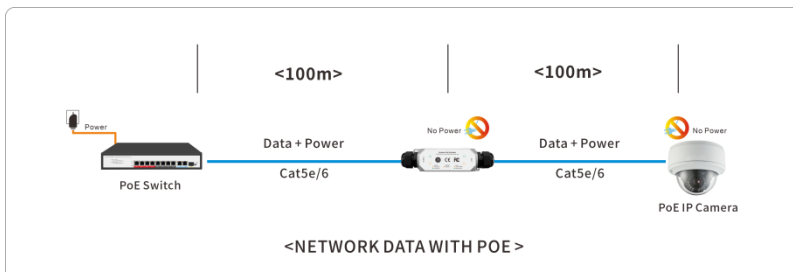 <100m>
<100m>
Power
No Power
No Power
Data + Power
Data + Power
Cat5e/6
Cat5e/6
PoE Switch
PoE IP Camera
<NETWORK DATA WITH POE >